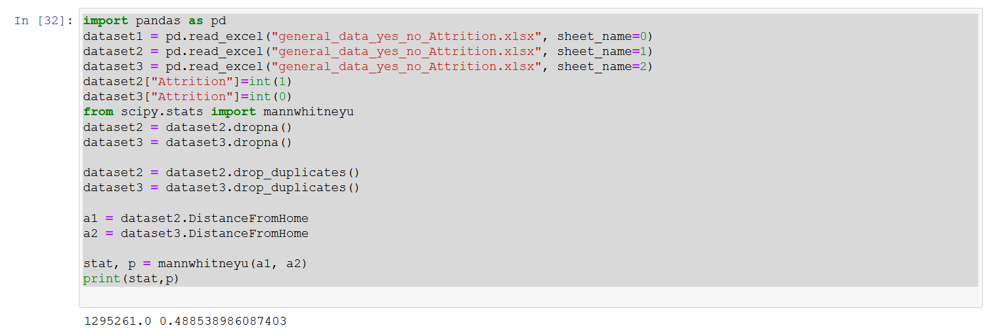 In [32]: import pandas as pd
dataset1 = pd.read_excel("general_data_yes_no_Attrition.xlsx", sheet_name=0)
dataset2 = pd.read_excel("general_data_yes_no_Attrition.xlsx", sheet_name=1)
dataset3 = pd.read_excel("general_data_yes_no_Attrition.xlsx", sheet_name=2)
dataset2["Attrition"]=int(1)
dataset3["Attrition"]=int(0)
from scipy.stats import mannwhitneyu
dataset2 = dataset2.dropna()
dataset3 = dataset3.dropna()
dataset2 = dataset2.drop_duplicates()
dataset3 = dataset3.drop_duplicates()
a1 = dataset2.DistanceFromHome
a2 = dataset3.DistanceFromHome
stat, p = mannwhitneyu(a1, a2)
print(stat,p)
1295261.0 0.488538986087403